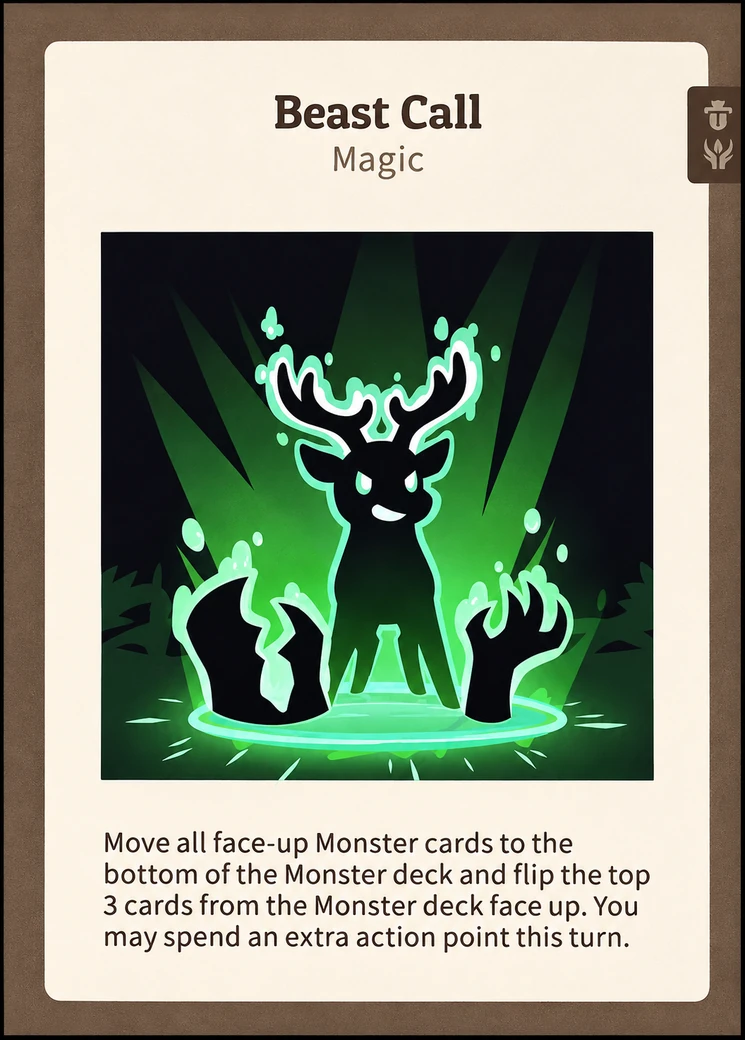 Beast Call
Magic
Move all face-up Monster cards to the
bottom of the Monster deck and flip the top
3 cards from the Monster deck face up. You
may spend an extra action point this turn.